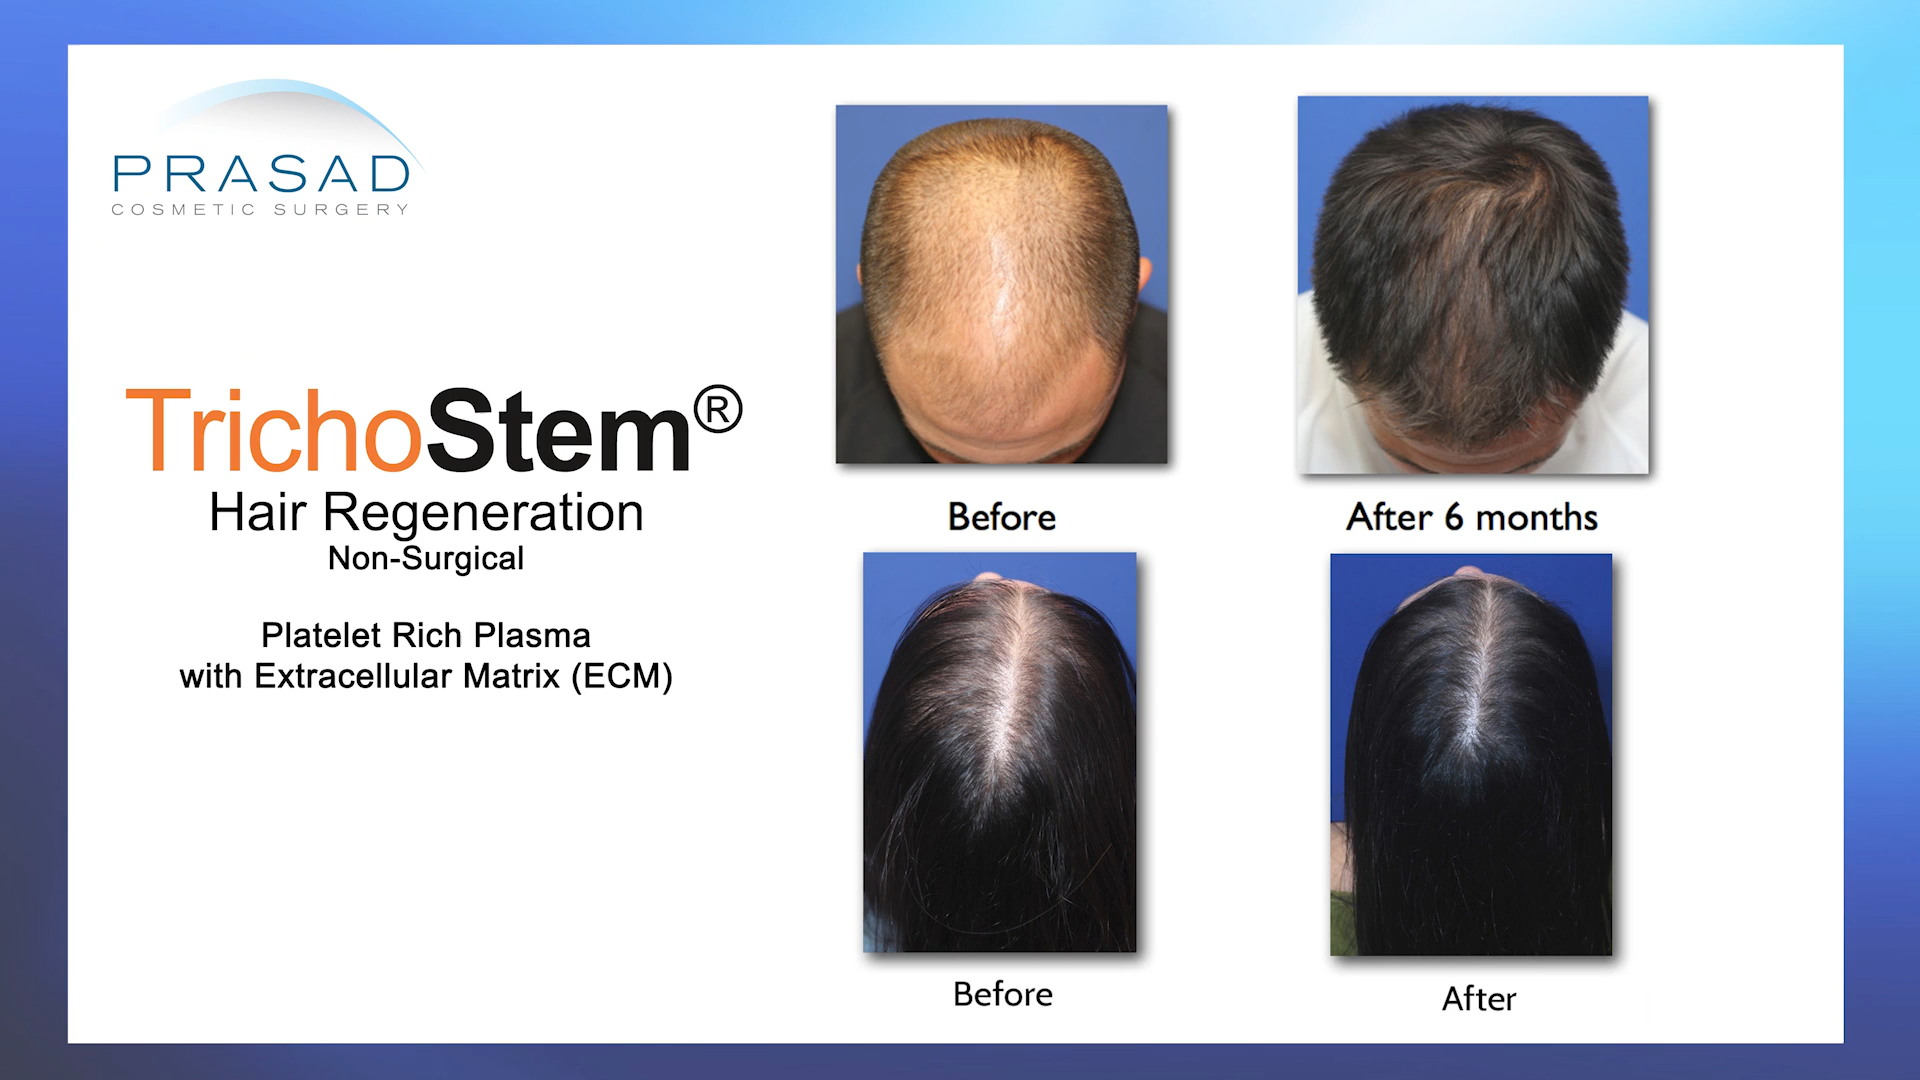 PRASAD
COSMETIC SURGERY
TrichoStem®
Hair Regeneration
Non-Surgical
Platelet Rich Plasma
with Extracellular Matrix (ECM)
Before
After 6 months
Before
After